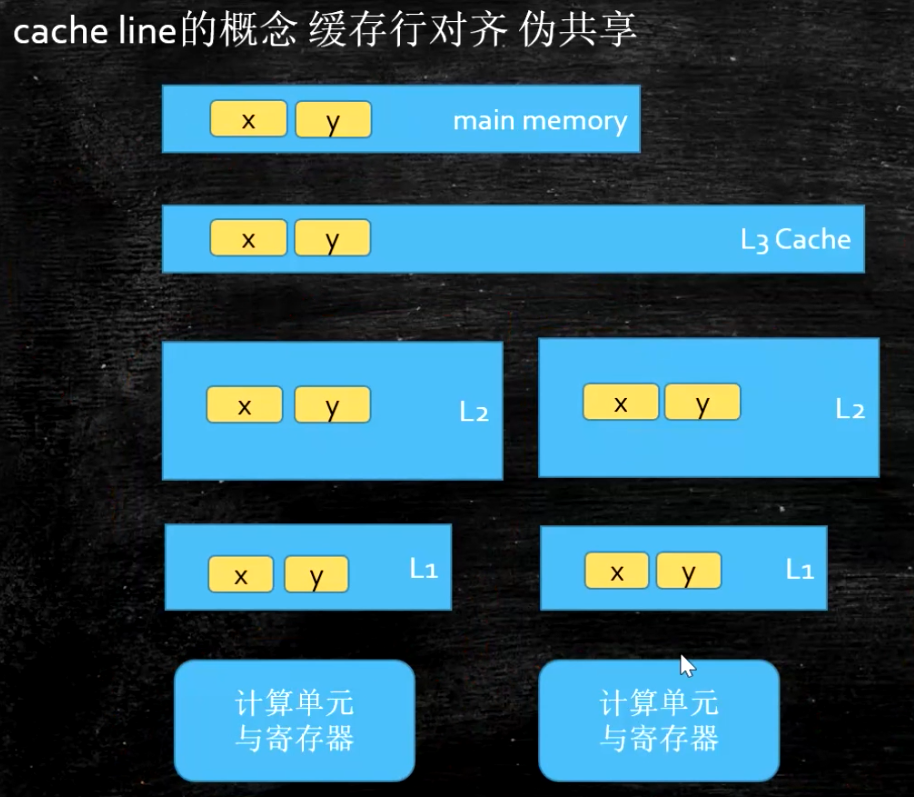 cache line的概念 缓存行对齐 伪共享
x y main memory
x y L3 Cache
x y L2
x y L2
x y L1
x y L1
计算单元
与寄存器
计算单元
与寄存器